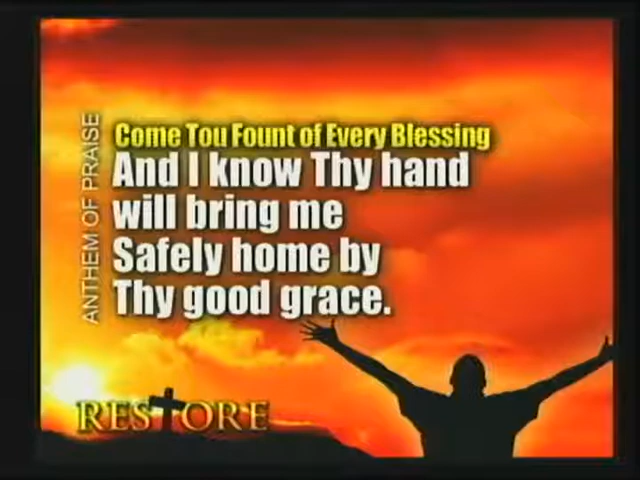 ANTHEM OF PRAISE
Come Tou Fount of Every Blessing
And I know Thy hand
will bring me
Safely home by
Thy good grace.
RESTORE